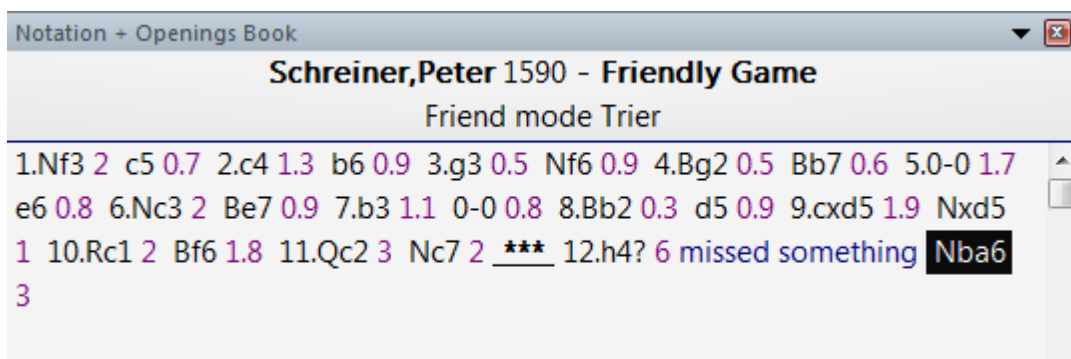 Notation + Openings Book
Schreiner,Peter 1590 - Friendly Game
Friend mode Trier
1.Nf3 2 c5 0.7 2.c4 1.3 b6 0.9 3.g3 0.5 Nf6 0.9 4.Bg2 0.5 Bb7 0.6 5.0-0 1.7
e6 0.8 6.Nc3 2 Be7 0.9 7.b3 1.1 0-0 0.8 8.Bb2 0.3 d5 0.9 9.cxd5 1.9 Nxd5
1 10.Rc1 2 Bf6 1.8 11.Qc2 3 Nc7 2 *** 12.h4? 6 missed something Nba6
3